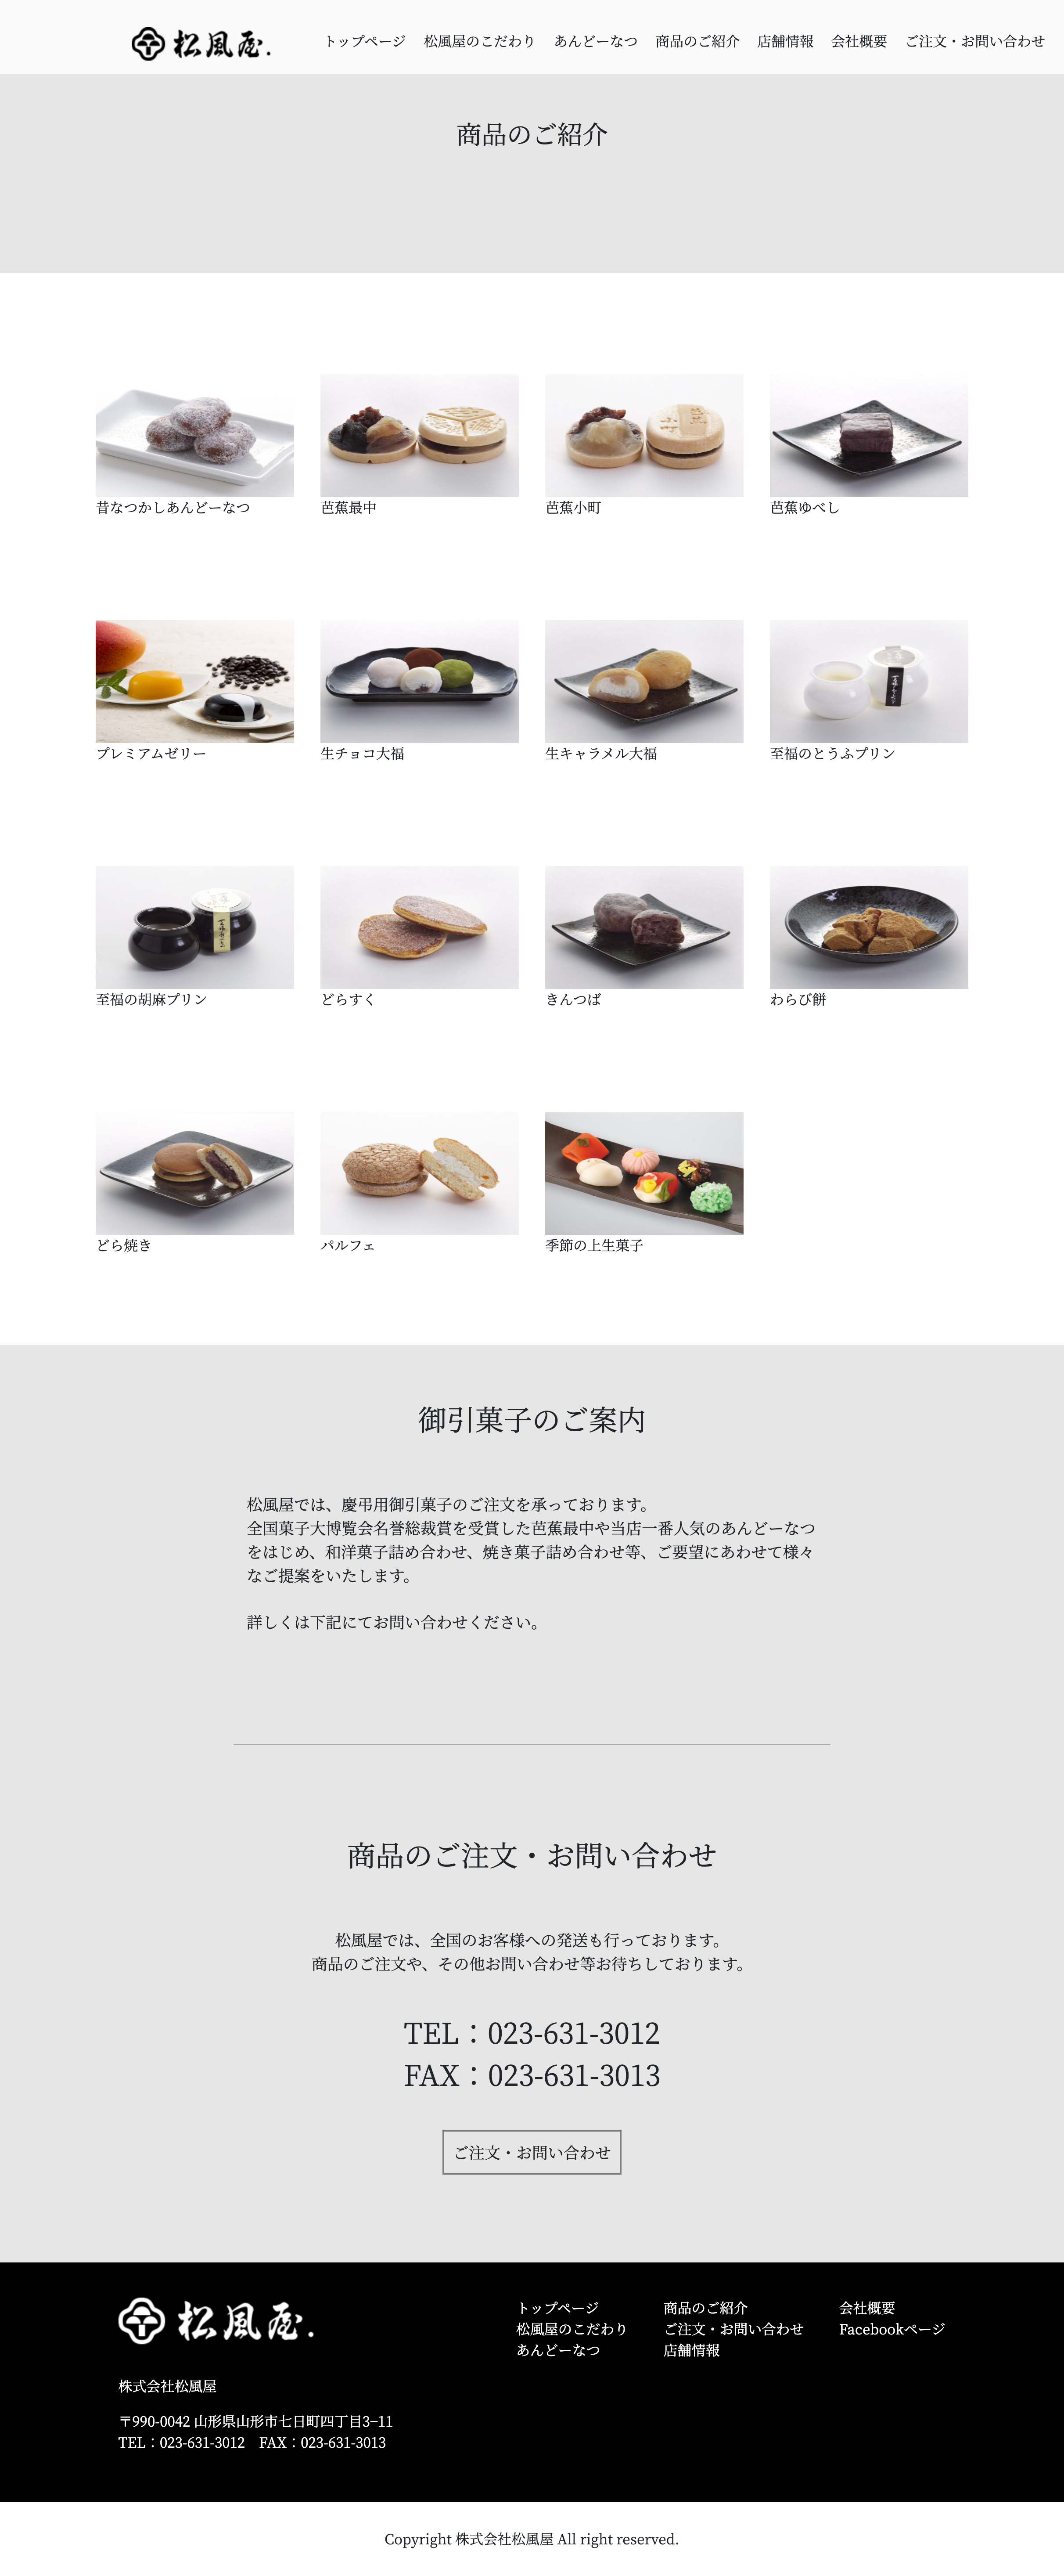 松風屋.
トップページ 松風屋のこだわり あんどーなつ 商品のご紹介 店舗情報 会社概要 ご注文・お問い合わせ
商品のご紹介
昔なつかしあんどーなつ
芭蕉最中
芭蕉小町
芭蕉ゆべし
プレミアムゼリー
生チョコ大福
生キャラメル大福
至福のとうふプリン
至福の胡麻プリン
どらすく
きんつば
わらび餅
どら焼き
パルフェ
季節の上生菓子
御引菓子のご案内
松風屋では、慶弔用御引菓子のご注文を承っております。
全国菓子大博覧会名誉総裁賞を受賞した芭蕉最中や当店一番人気のあんどーなつ
をはじめ、和洋菓子詰め合わせ、焼き菓子詰め合わせ等、ご要望にあわせて様々
なご提案をいたします。
詳しくは下記にてお問い合わせください。
商品のご注文・お問い合わせ
松風屋では、全国のお客様への発送も行っております。
商品のご注文や、その他お問い合わせ等お待ちしております。
TEL：023-631-3012
FAX：023-631-3013
ご注文・お問い合わせ
松風屋.
株式会社松風屋
〒990-0042 山形県山形市七日町四丁目3−11
TEL：023-631-3012　FAX：023-631-3013
トップページ
松風屋のこだわり
あんどーなつ
商品のご紹介
ご注文・お問い合わせ
店舗情報
会社概要
Facebookページ
Copyright 株式会社松風屋 All right reserved.